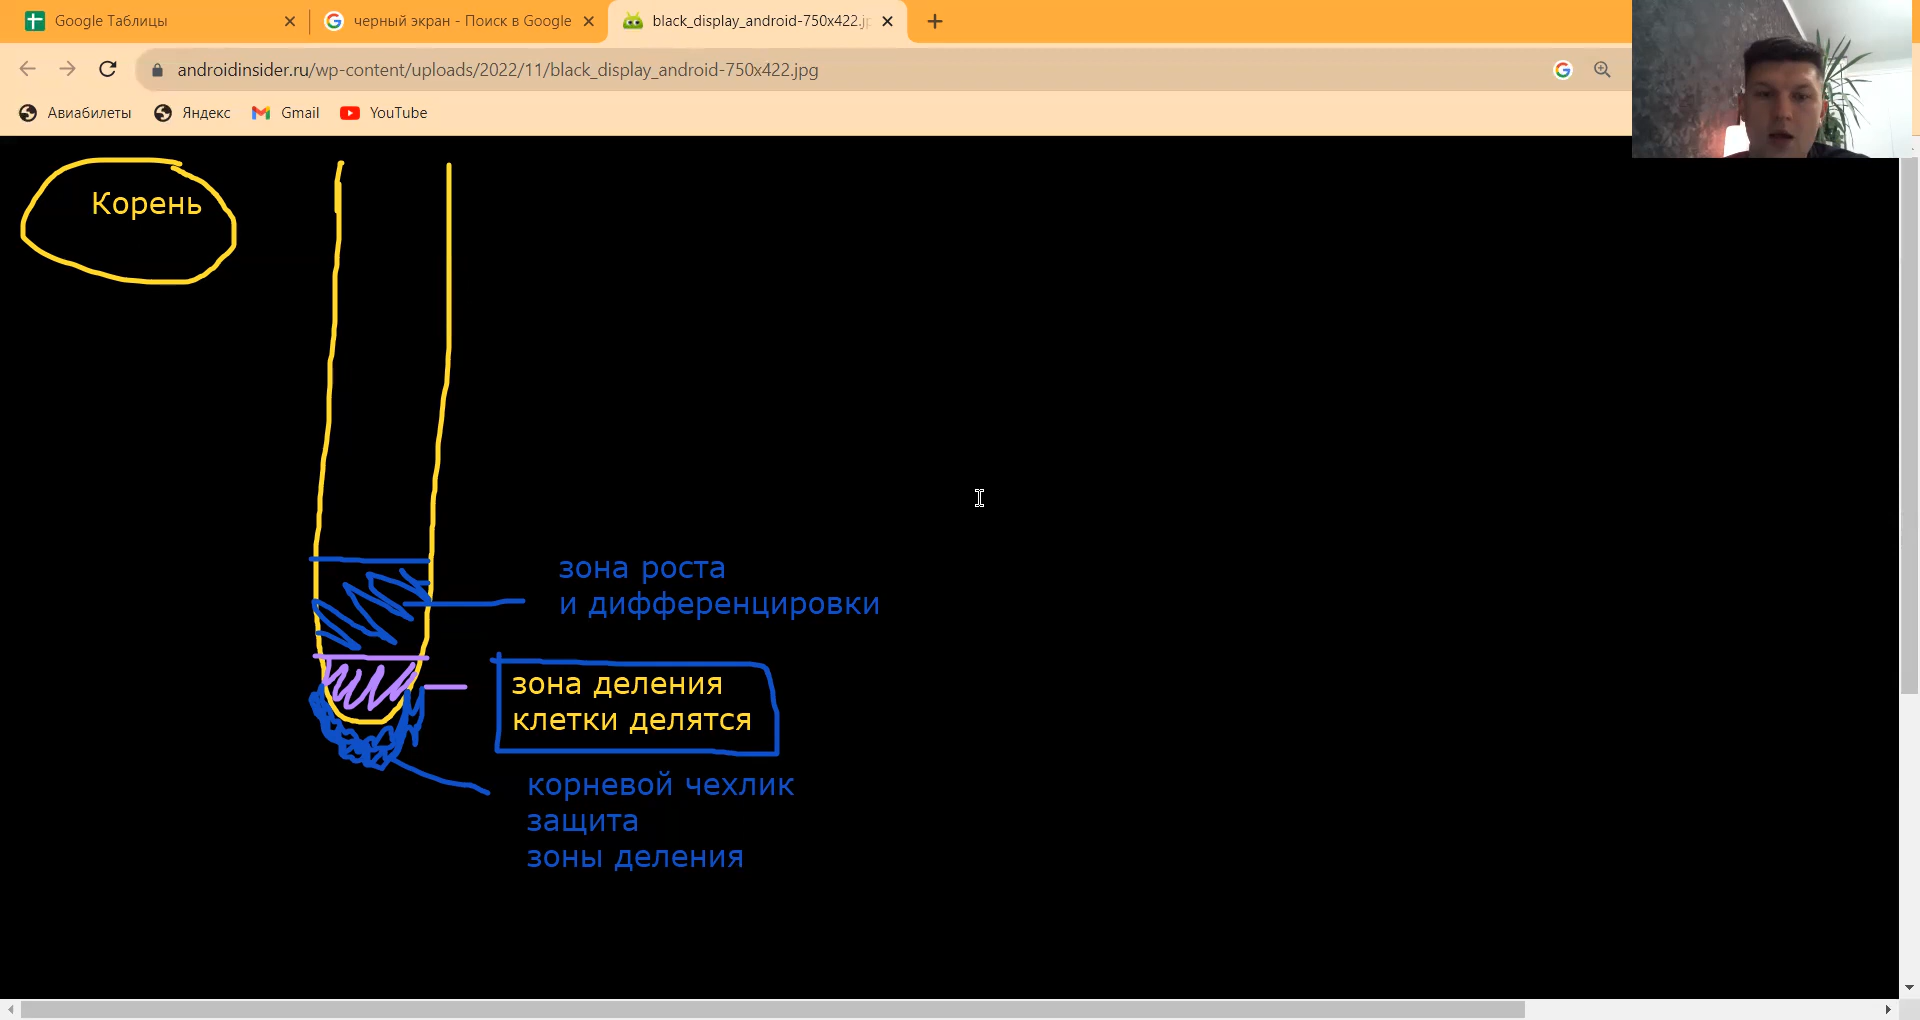 Google Таблицы
черный экран - Поиск в Google
black_display_android-750x422.jp
androidinsider.ru/wp-content/uploads/2022/11/black_display_android-750x422.jpg
Авиабилеты
Яндекс
Gmail
YouTube
Корень
зона роста
и дифференцировки
зона деления
клетки делятся
корневой чехлик
защита
зоны деления